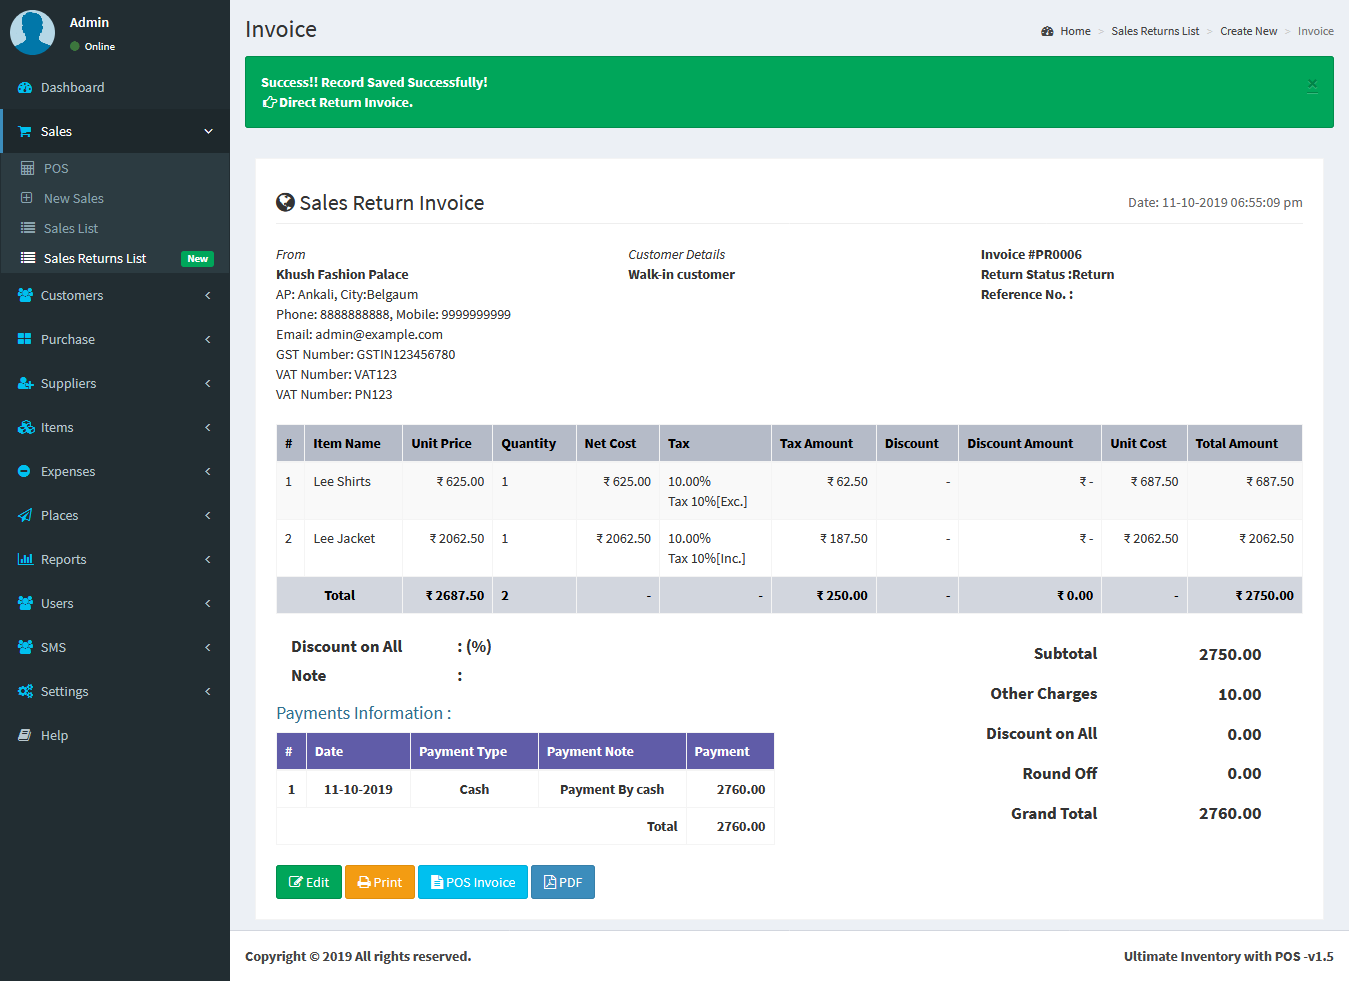 Admin
Online
Dashboard
Sales
POS
New Sales
Sales List
Sales Returns List New
Customers
Purchase
Suppliers
Items
Expenses
Places
Reports
Users
SMS
Settings
Help
Invoice
Home > Sales Returns List > Create New > Invoice
Success!! Record Saved Successfully! ×
Direct Return Invoice.
Sales Return Invoice
Date: 11-10-2019 06:55:09 pm
From
Khush Fashion Palace
AP: Ankali, City:Belgaum
Phone: 8888888888, Mobile: 9999999999
Email: admin@example.com
GST Number: GSTIN123456780
VAT Number: VAT123
VAT Number: PN123
Customer Details
Walk-in customer
Invoice #PR0006
Return Status :Return
Reference No. :
# Item Name Unit Price Quantity Net Cost Tax Tax Amount Discount Discount Amount Unit Cost Total Amount
1 Lee Shirts ₹ 625.00 1 ₹ 625.00 10.00% ₹ 62.50 - ₹ - ₹ 687.50 ₹ 687.50
Tax 10%[Exc.]
2 Lee Jacket ₹ 2062.50 1 ₹ 2062.50 10.00% ₹ 187.50 - ₹ - ₹ 2062.50 ₹ 2062.50
Tax 10%[Inc.]
Total ₹ 2687.50 2 - - ₹ 250.00 - ₹ 0.00 - ₹ 2750.00
Discount on All : (%)
Note :
Payments Information :
# Date Payment Type Payment Note Payment
1 11-10-2019 Cash Payment By cash 2760.00
Total 2760.00
Subtotal 2750.00
Other Charges 10.00
Discount on All 0.00
Round Off 0.00
Grand Total 2760.00
Edit Print POS Invoice PDF
Copyright © 2019 All rights reserved.
Ultimate Inventory with POS -v1.5